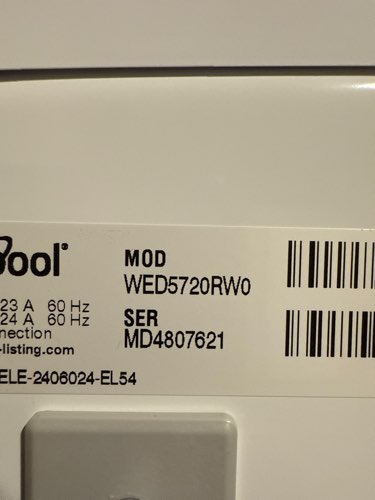 ool®
MOD
WED5720RW0
23 A 60 Hz
24 A 60 Hz
SER
MD4807621
nection
-listing.com
ELE-2406024-EL54